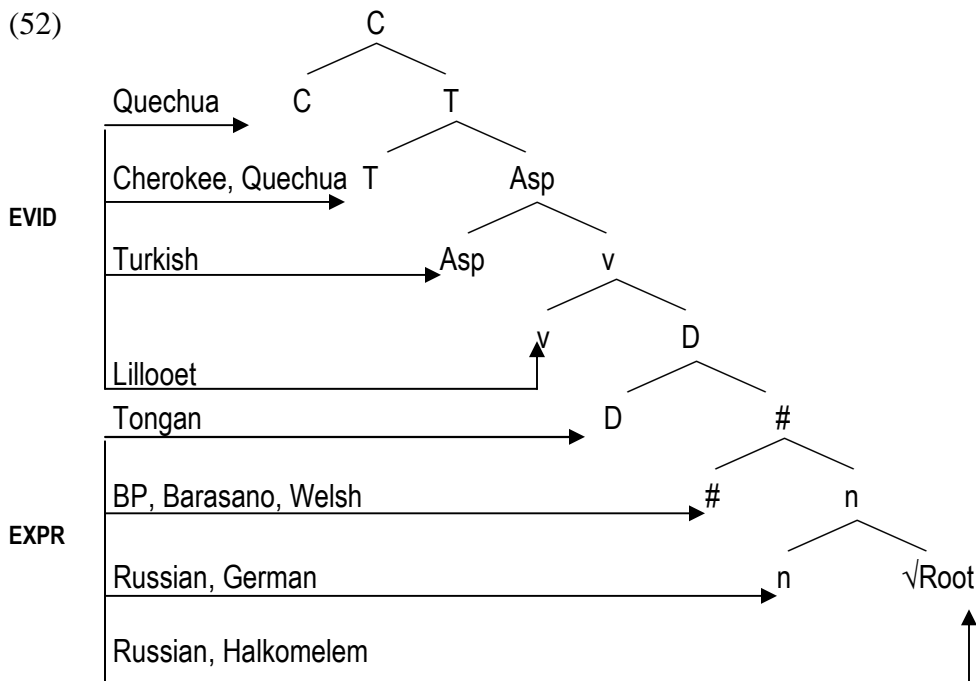 (52)
C
Quechua C T
Cherokee, Quechua T Asp
EVID
Turkish Asp v
v D
Lillooet
Tongan D #
BP, Barasano, Welsh # n
EXPR
Russian, German n √Root
Russian, Halkomelem